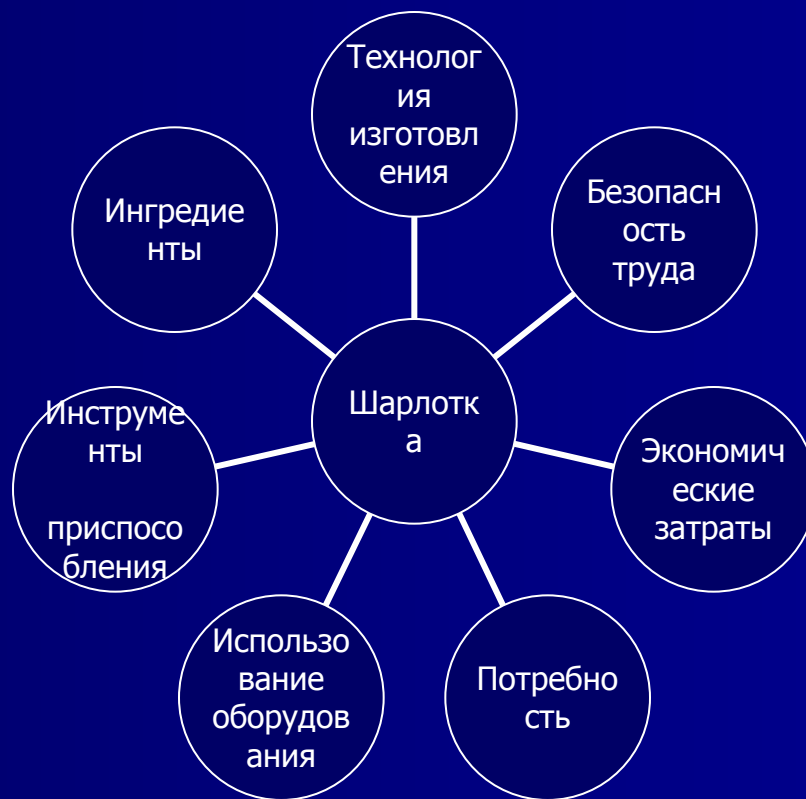 Технолог
ия
изготовл
ения
Безопасн
ость
труда
Экономич
еские
затраты
Потребно
сть
Использо
вание
оборудов
ания
Инструме
нты
приспосо
бления
Ингредие
нты
Шарлотк
а